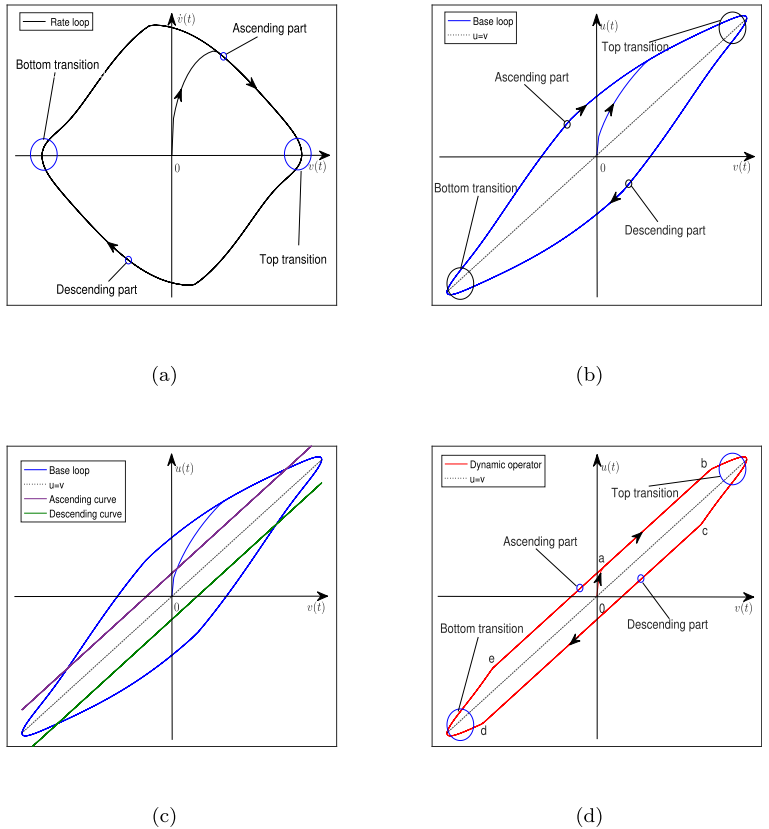 Rate loop
v̇(t)
Ascending part
Bottom transition
0
v(t)
Top transition
Descending part
(a)
Base loop
u=v
u(t)
Top transition
Ascending part
0
v(t)
Bottom transition
Descending part
(b)
Base loop
u=v
Ascending curve
Descending curve
u(t)
0
v(t)
(c)
Dynamic operator
u=v
u(t)
b
Top transition
c
Ascending part
a
0
v(t)
Descending part
Bottom transition
e
d
(d)